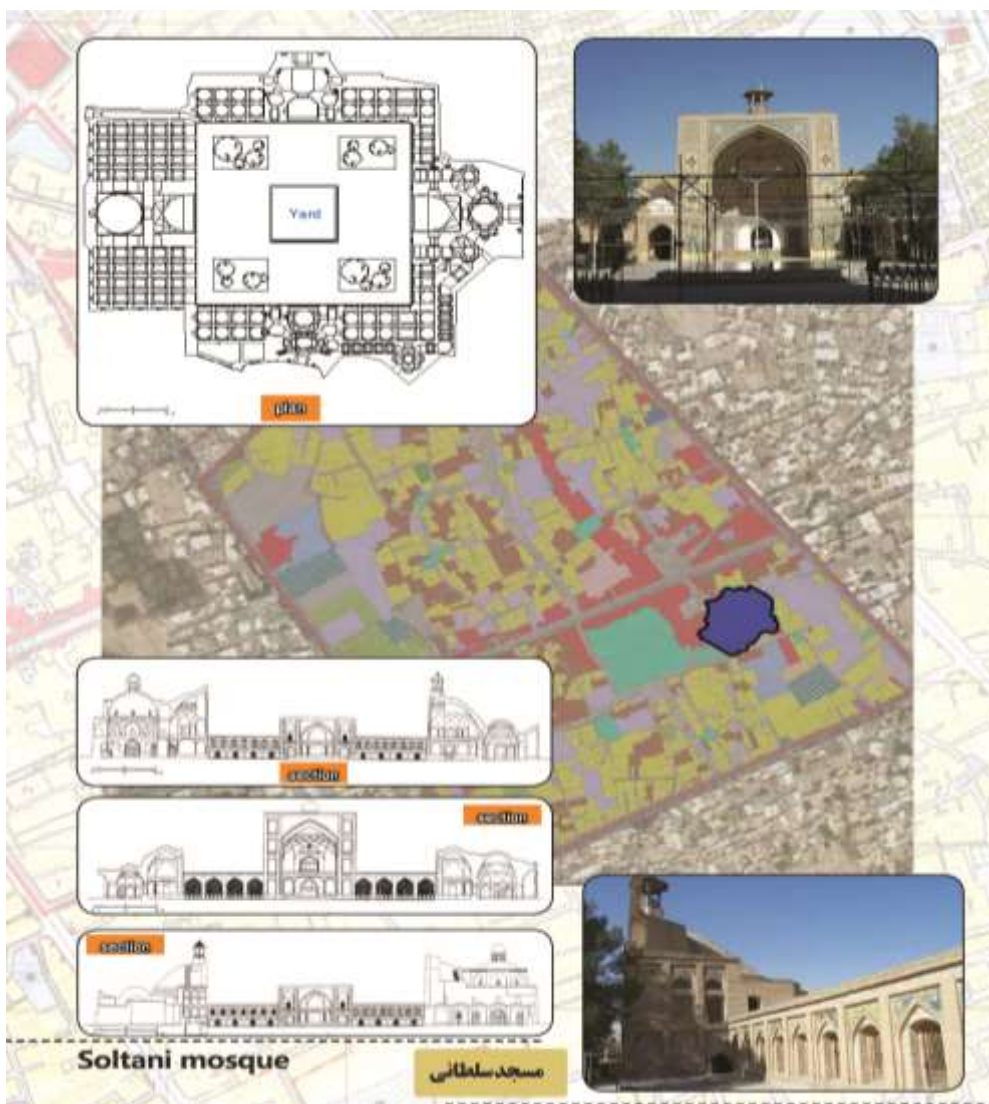 Yard
plan
section
section
section
Soltani mosque
مسجد سلطانی